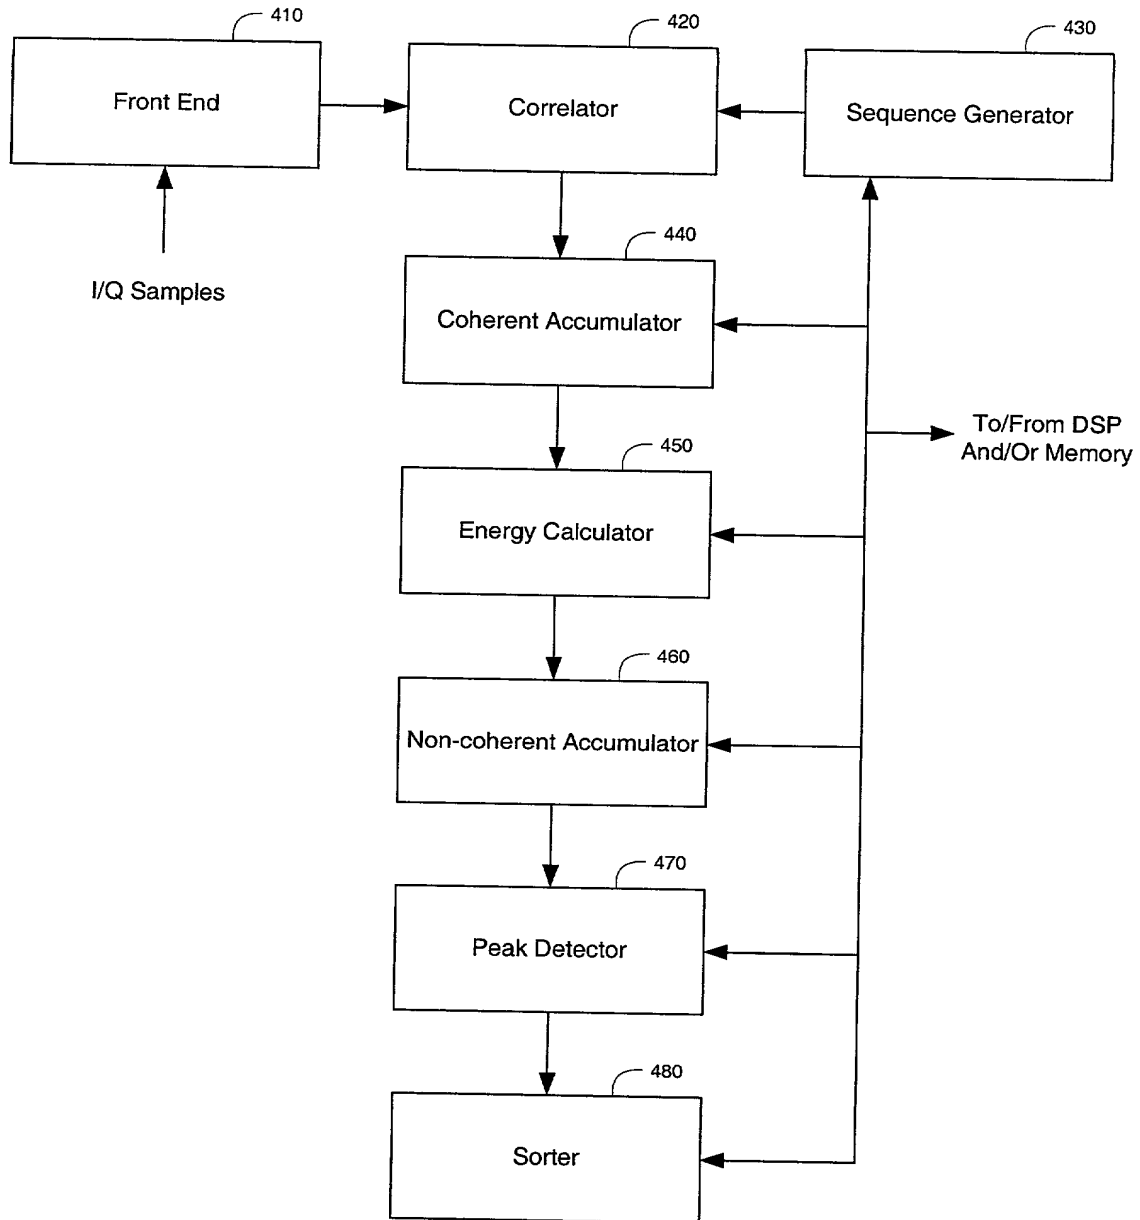 410
Front End
420
Correlator
430
Sequence Generator
I/Q Samples
440
Coherent Accumulator
To/From DSP
And/Or Memory
450
Energy Calculator
460
Non-coherent Accumulator
470
Peak Detector
480
Sorter